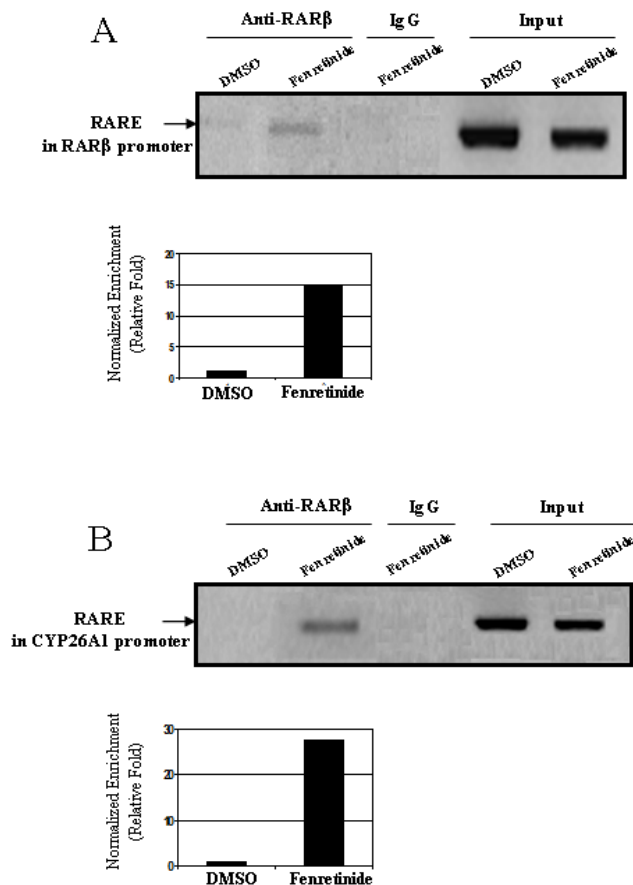 A
Anti-RARβ IgG Input
DMSO Fenretinide Fenretinide DMSO Fenretinide
RARE
in RARβ promoter
Normalized Enrichment
(Relative Fold)
20
15
10
5
0
DMSO Fenretinide
B
Anti-RARβ IgG Input
DMSO Fenretinide Fenretinide DMSO Fenretinide
RARE
in CYP26A1 promoter
Normalized Enrichment
(Relative Fold)
30
20
10
0
DMSO Fenretinide